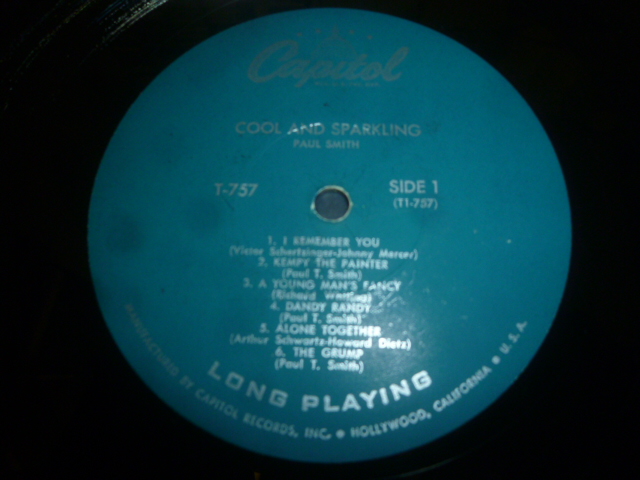 Capitol
COOL AND SPARKLING
PAUL SMITH
T-757
SIDE 1
(T1-757)
1. I REMEMBER YOU
(Victor Schertzinger-Johnny Mercer)
2. KEMPY THE PAINTER
(Paul T. Smith)
3. A YOUNG MAN'S FANCY
(Richard Whiting)
4. DANDY RANDY
(Paul T. Smith)
5. ALONE TOGETHER
(Arthur Schwartz-Howard Dietz)
6. THE GRUMP
(Paul T. Smith)
LONG PLAYING
MANUFACTURED BY CAPITOL RECORDS, INC. • HOLLYWOOD, CALIFORNIA • U.S.A.